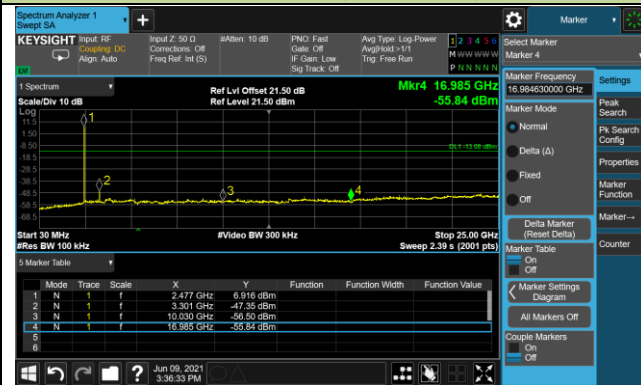 Spectrum Analyzer 1
Swept SA
Marker
KEYSIGHT
Input: RF
Coupling: DC
Align: Auto
Input Z: 50 Ω
Corrections: Off
Freq Ref: Int (S)
#Atten: 10 dB
PNO: Fast
Gate: Off
IF Gain: Low
Sig Track: Off
Avg Type: Log-Power
Avg|Hold:>1/1
Trig: Free Run
1 2 3 4 5 6
M W W W W W
P N N N N N
Select Marker
Marker 4
1 Spectrum
Scale/Div 10 dB
Log
Ref Lvl Offset 21.50 dB
Ref Level 21.50 dBm
Mkr4 16.985 GHz
-55.84 dBm
11.5
1.50
-8.50
-18.5
-28.5
-38.5
-48.5
-58.5
-68.5
1
2
3
4
Start 30 MHz
#Res BW 100 kHz
#Video BW 300 kHz
Stop 25.00 GHz
Sweep 2.39 s (2001 pts)
5 Marker Table
Mode Trace Scale X Y Function Function Width Function Value
1 N 1 f 2.477 GHz 6.916 dBm
2 N 1 f 3.301 GHz -47.35 dBm
3 N 1 f 10.030 GHz -56.50 dBm
4 N 1 f 16.985 GHz -55.84 dBm
5
6
Jun 09, 2021
3:36:33 PM
Marker Frequency
16.984630000 GHz
Marker Mode
Normal
Delta (Δ)
Fixed
Off
Delta Marker
(Reset Delta)
Marker Table
On
Off
Marker Settings
Diagram
All Markers Off
Couple Markers
On
Off
Settings
Peak
Search
Pk Search
Config
Properties
Marker
Function
Marker→
Counter